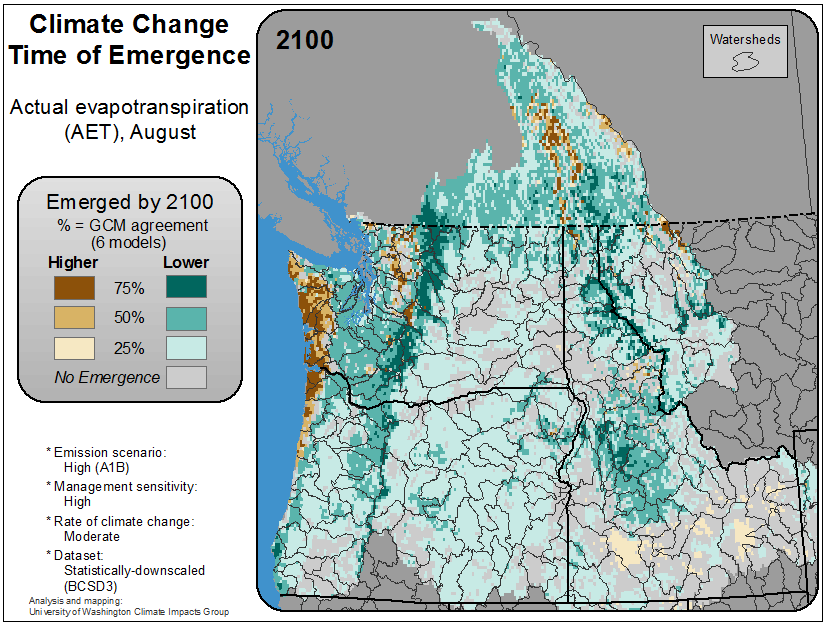 Climate Change
Time of Emergence
Actual evapotranspiration
(AET), August
Emerged by 2100
% = GCM agreement
(6 models)
Higher Lower
75%
50%
25%
No Emergence
* Emission scenario:
High (A1B)
* Management sensitivity:
High
* Rate of climate change:
Moderate
* Dataset:
Statistically-downscaled
(BCSD3)
Analysis and mapping:
University of Washington Climate Impacts Group
2100
Watersheds